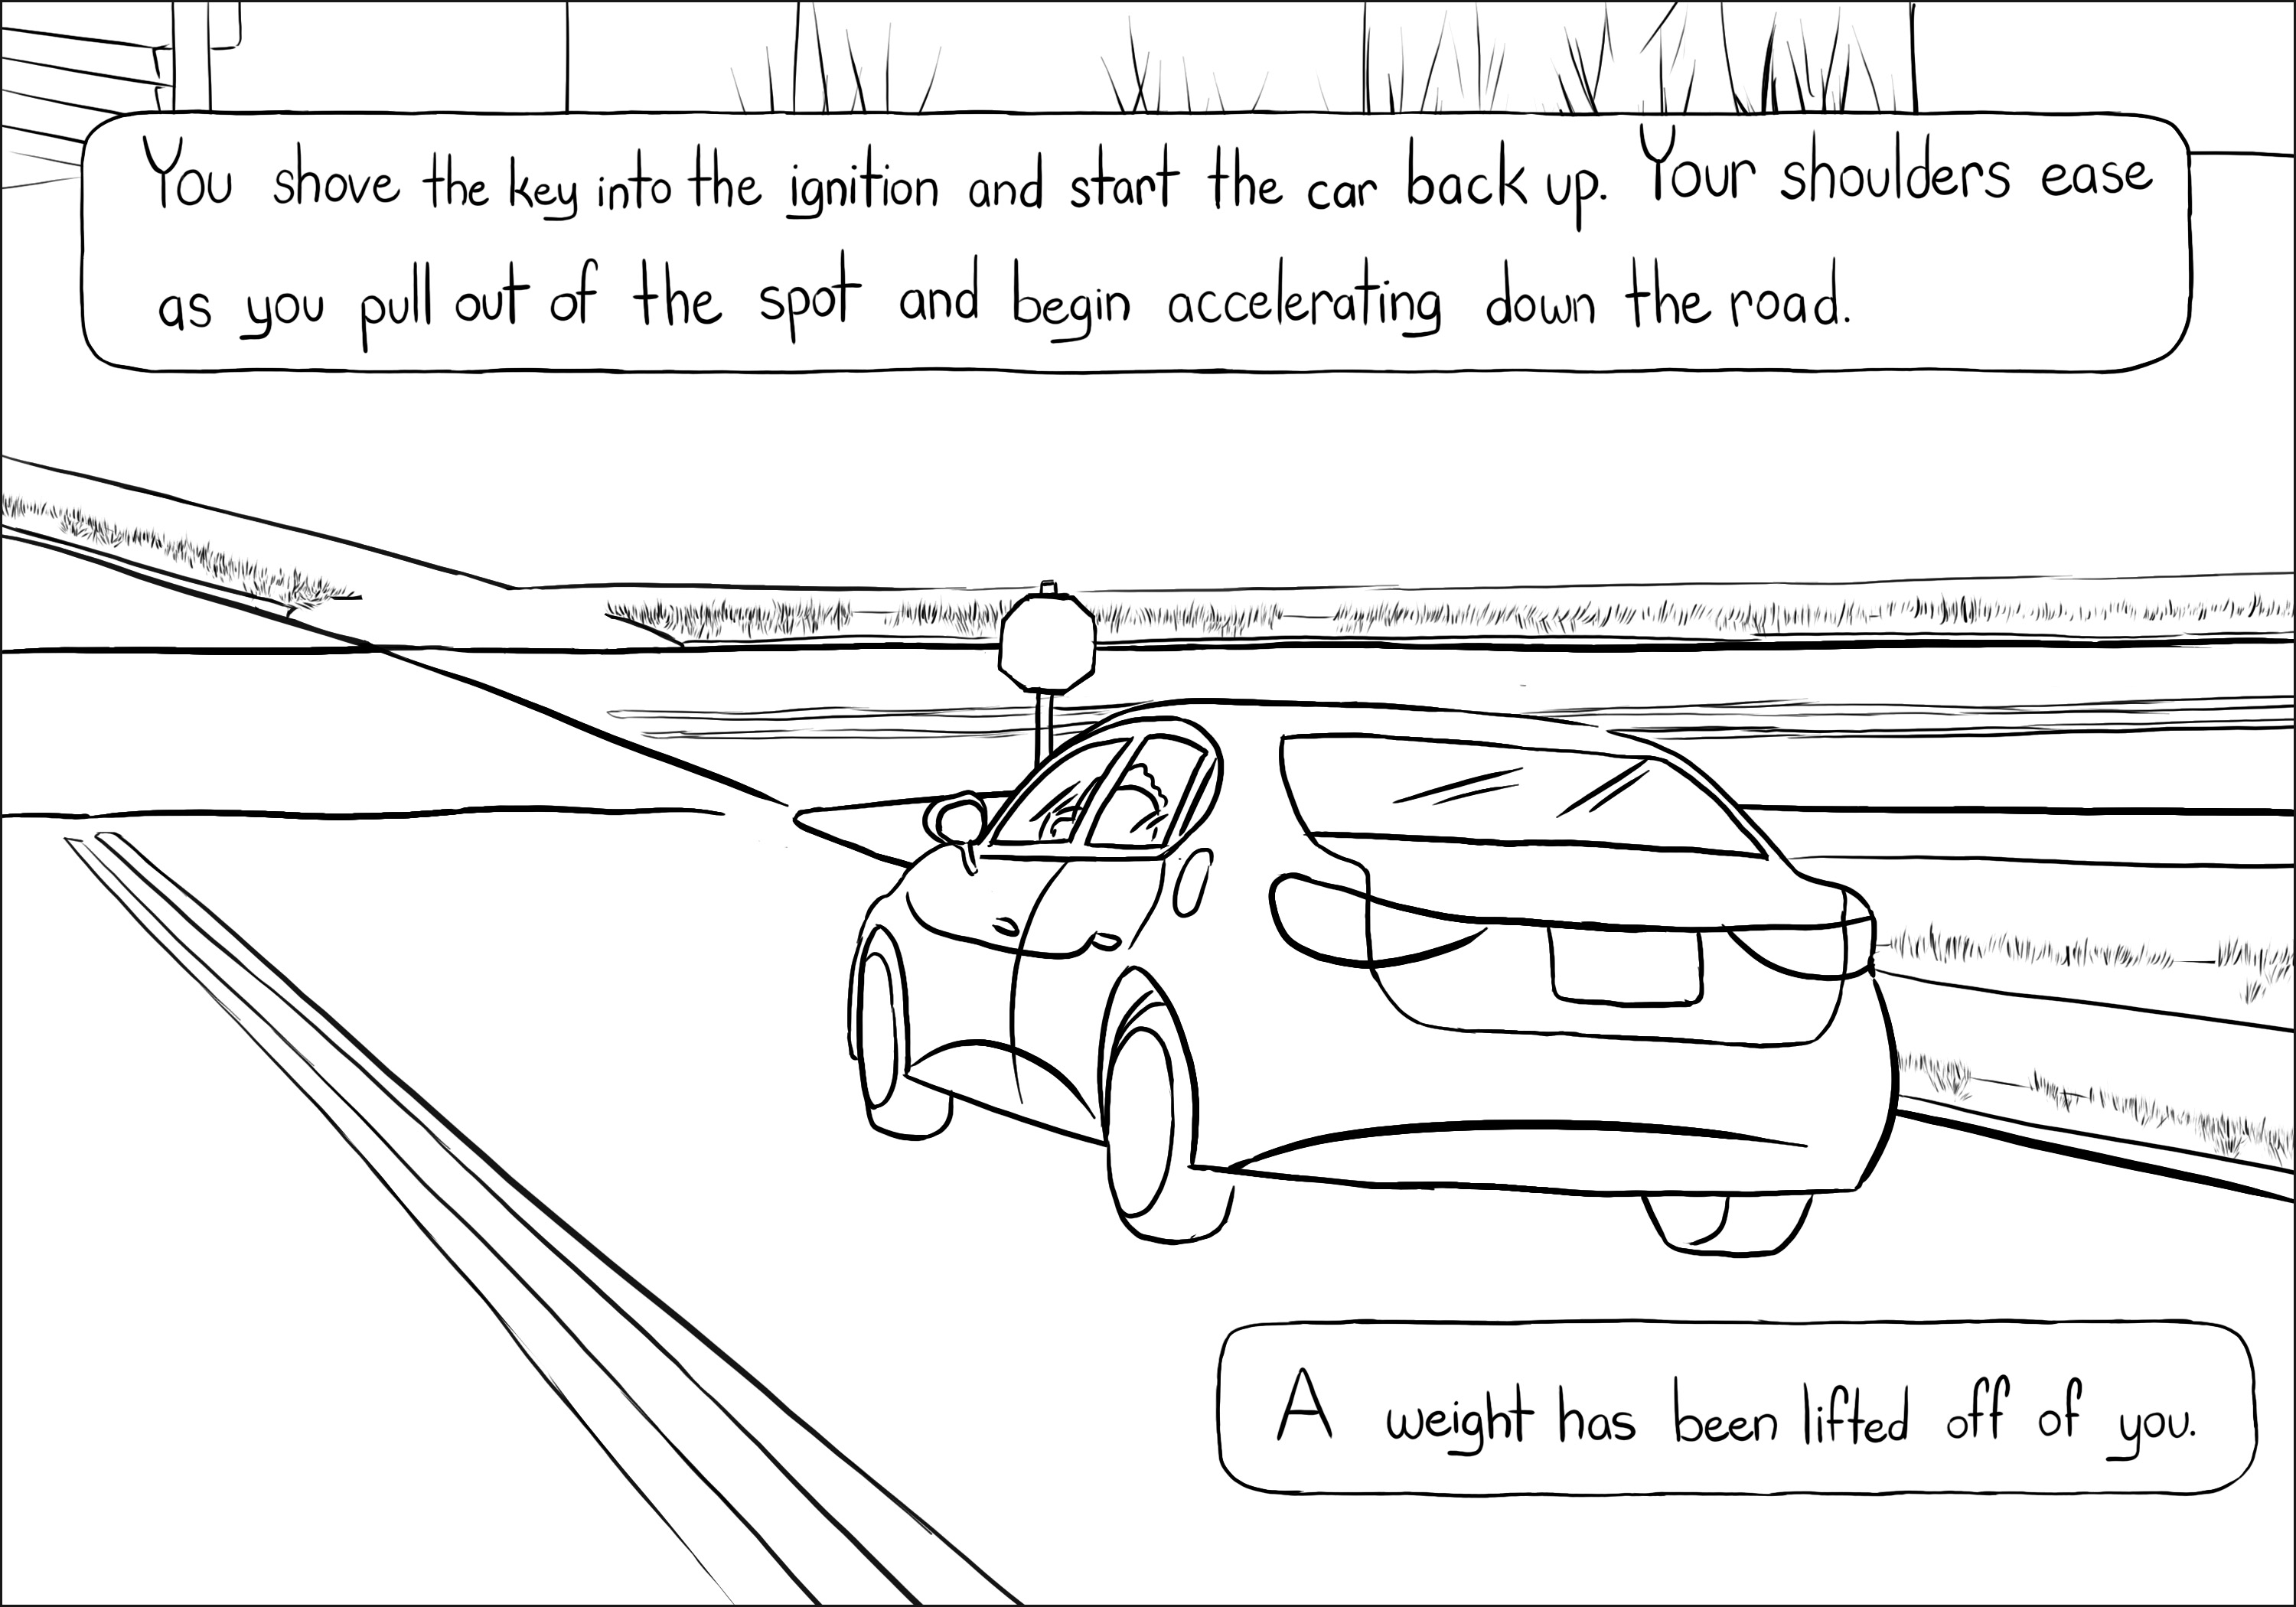 You shove the key into the ignition and start the car back up. Your shoulders ease
as you pull out of the spot and begin accelerating down the road.
A weight has been lifted off of you.